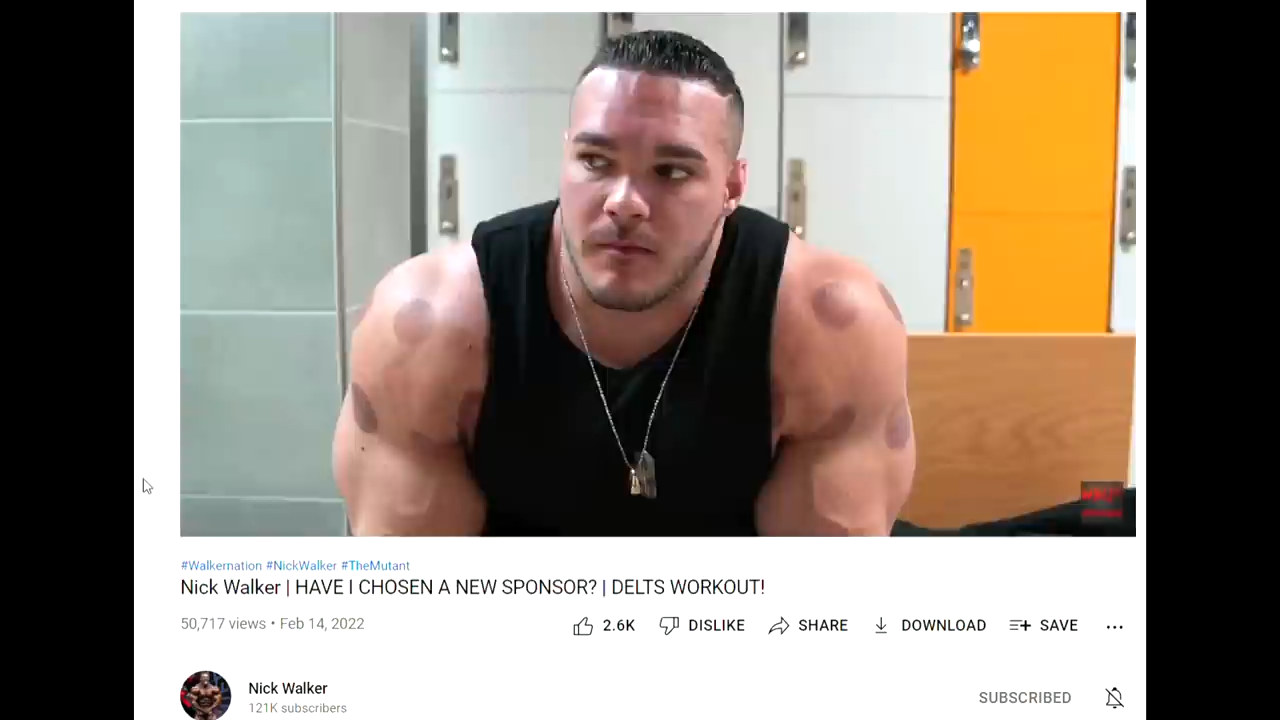 #Walkernation #NickWalker #TheMutant
Nick Walker | HAVE I CHOSEN A NEW SPONSOR? | DELTS WORKOUT!
50,717 views • Feb 14, 2022
2.6K DISLIKE SHARE DOWNLOAD SAVE
Nick Walker
121K subscribers
SUBSCRIBED